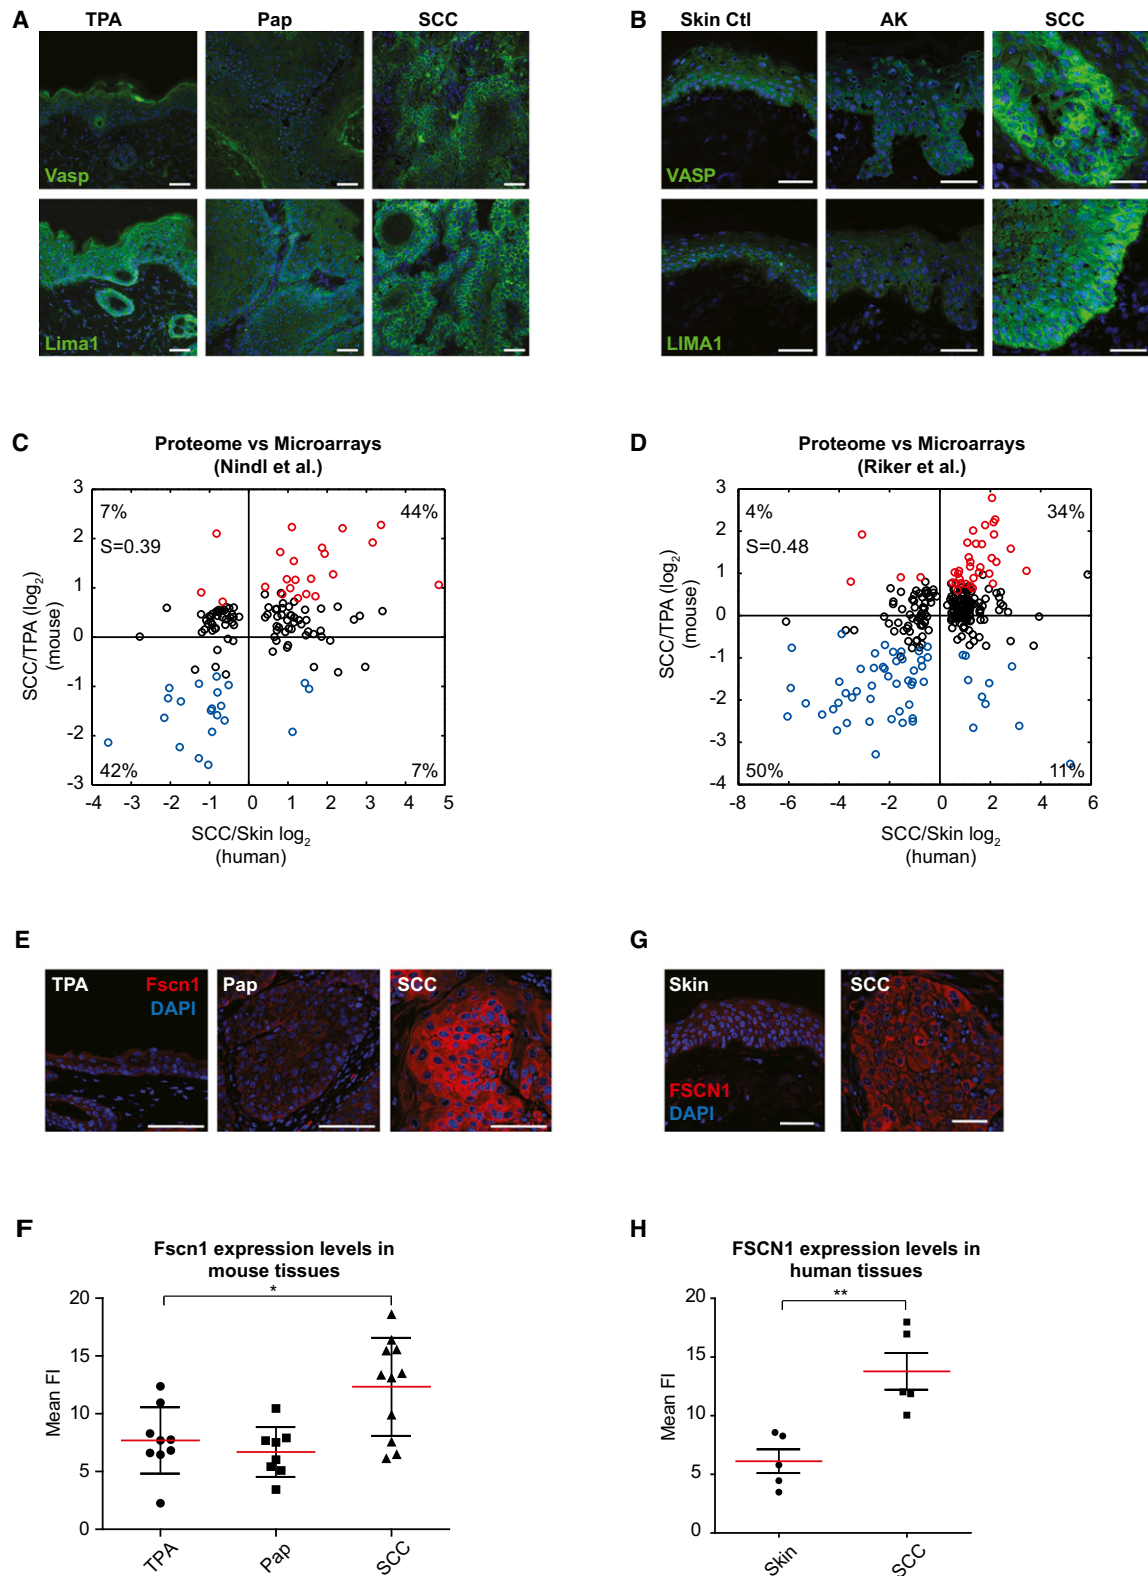 A
TPA Pap SCC
Vasp
Lima1
B
Skin Ctl AK SCC
VASP
LIMA1
C
Proteome vs Microarrays
(Nindl et al.)
3
2
1
0
-1
-2
-3
7% 44%
S=0.39
42% 7%
-4 -3 -2 -1 0 1 2 3 4 5
SCC/TPA (log2)
(mouse)
SCC/Skin log2
(human)
D
Proteome vs Microarrays
(Riker et al.)
3
2
1
0
-1
-2
-3
-4
4% 34%
S=0.48
50% 11%
-8 -6 -4 -2 0 2 4 6
SCC/TPA (log2)
(mouse)
SCC/Skin log2
(human)
E
TPA Fscn1
DAPI
Pap
SCC
G
Skin
FSCN1
DAPI
SCC
F
Fscn1 expression levels in
mouse tissues
*
20
15
10
5
0
Mean FI
TPA Pap SCC
H
FSCN1 expression levels in
human tissues
**
20
15
10
5
0
Mean FI
Skin SCC